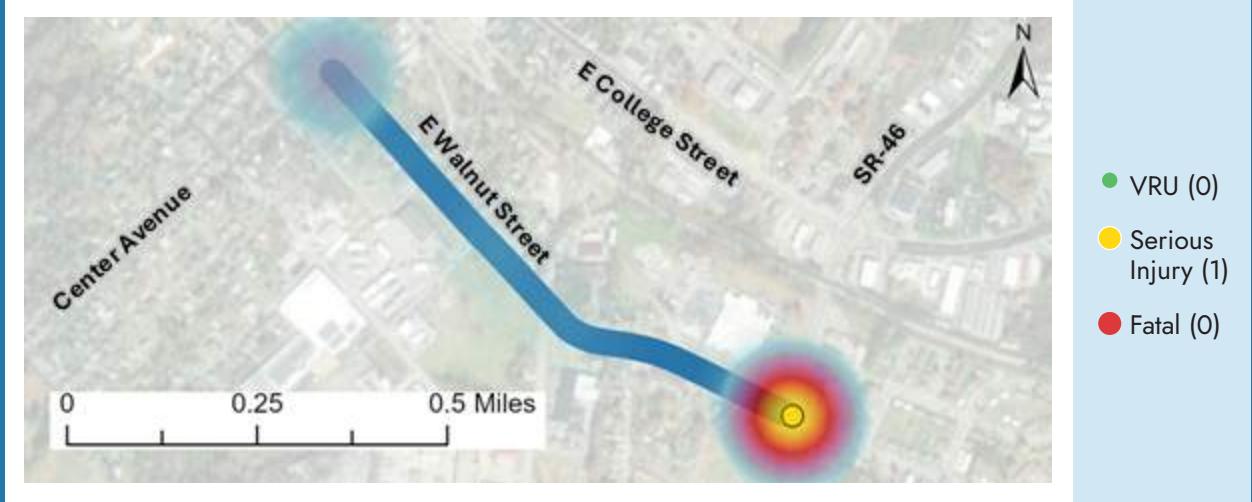 N
E College Street
SR-46
E Walnut Street
Center Avenue
0 0.25 0.5 Miles
VRU (0)
Serious
Injury (1)
Fatal (0)